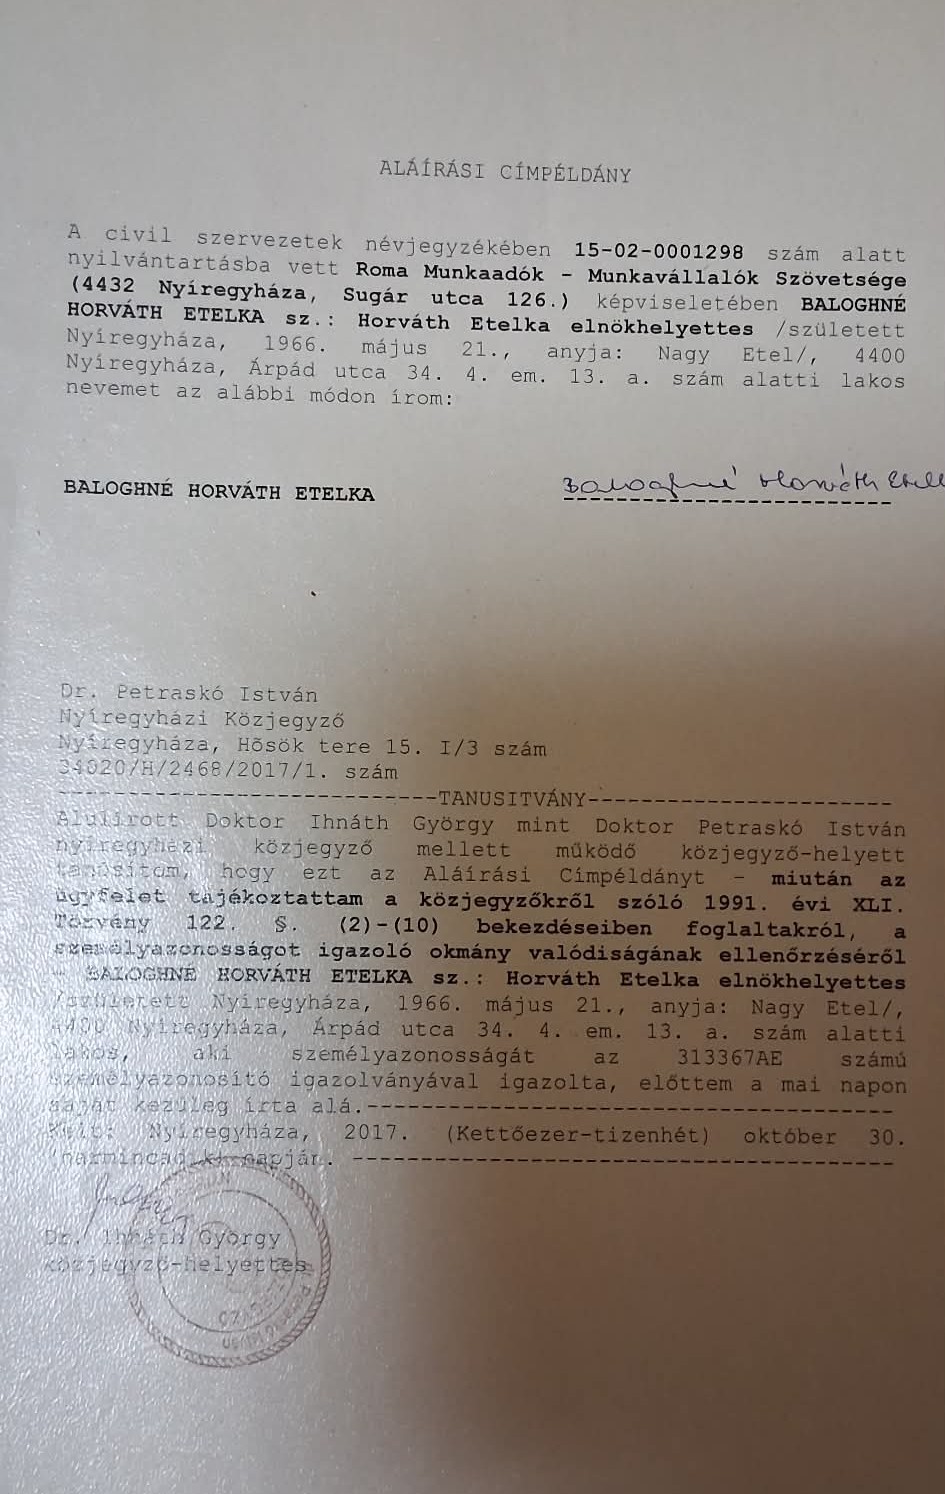 ALÁÍRÁSI CÍMPÉLDÁNY
A civil szervezetek névjegyzékében 15-02-0001298 szám alatt
nyilvántartásba vett Roma Munkaadók - Munkavállalók Szövetsége
(4432 Nyíregyháza, Sugár utca 126.) képviseletében BALOGHNÉ
HORVÁTH ETELKA sz.: Horváth Etelka elnökhelyettes /született
Nyíregyháza, 1966. május 21., anyja: Nagy Etel/, 4400
Nyíregyháza, Árpád utca 34. 4. em. 13. a. szám alatti lakos
nevemet az alábbi módon írom:
BALOGHNÉ HORVÁTH ETELKA Baloghné Horváth Etelk
Dr. Petraskó István
Nyíregyházi Közjegyző
Nyíregyháza, Hősök tere 15. I/3 szám
34020/H/2468/2017/1. szám
----------------------------TANUSITVÁNY----------------------
Alulírott Doktor Ihnáth György mint Doktor Petraskó István
nyíregyházi közjegyző mellett működő közjegyző-helyett
tanúsítom, hogy ezt az Aláírási Címpéldányt - miután az
ügyfelet tájékoztattam a közjegyzőkről szóló 1991. évi XLI.
Törvény 122. §. (2)-(10) bekezdéseiben foglaltakról, a
személyazonosságot igazoló okmány valódiságának ellenőrzéséről
- BALOGHNÉ HORVÁTH ETELKA sz.: Horváth Etelka elnökhelyettes
/született Nyíregyháza, 1966. május 21., anyja: Nagy Etel/,
4400 Nyíregyháza, Árpád utca 34. 4. em. 13. a. szám alatti
lakos, aki személyazonosságát az 313367AE számú
személyazonosító igazolványával igazolta, előttem a mai napon
saját kezűleg írta alá.---------------------------------------
Kelt: Nyíregyháza, 2017. (Kettőezer-tizenhét) október 30.
(harmincadik) napján. ----------------------------------------
Dr. Ihnáth György
közjegyző-helyettes